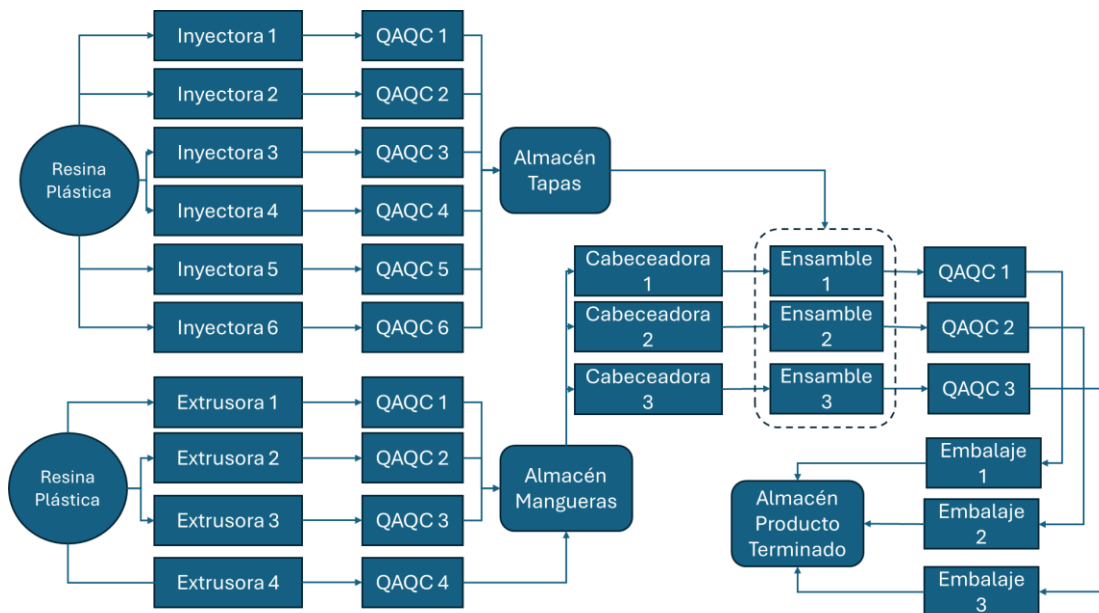 Inyectora 1
QAQC 1
Inyectora 2
QAQC 2
Resina
Plástica
Inyectora 3
QAQC 3
Inyectora 4
QAQC 4
Inyectora 5
QAQC 5
Inyectora 6
QAQC 6
Almacén
Tapas
Resina
Plástica
Extrusora 1
QAQC 1
Extrusora 2
QAQC 2
Extrusora 3
QAQC 3
Extrusora 4
QAQC 4
Almacén
Mangueras
Cabeceadora
1
Ensamble
1
QAQC 1
Cabeceadora
2
Ensamble
2
QAQC 2
Cabeceadora
3
Ensamble
3
QAQC 3
Embalaje
1
Embalaje
2
Embalaje
3
Almacén
Producto
Terminado